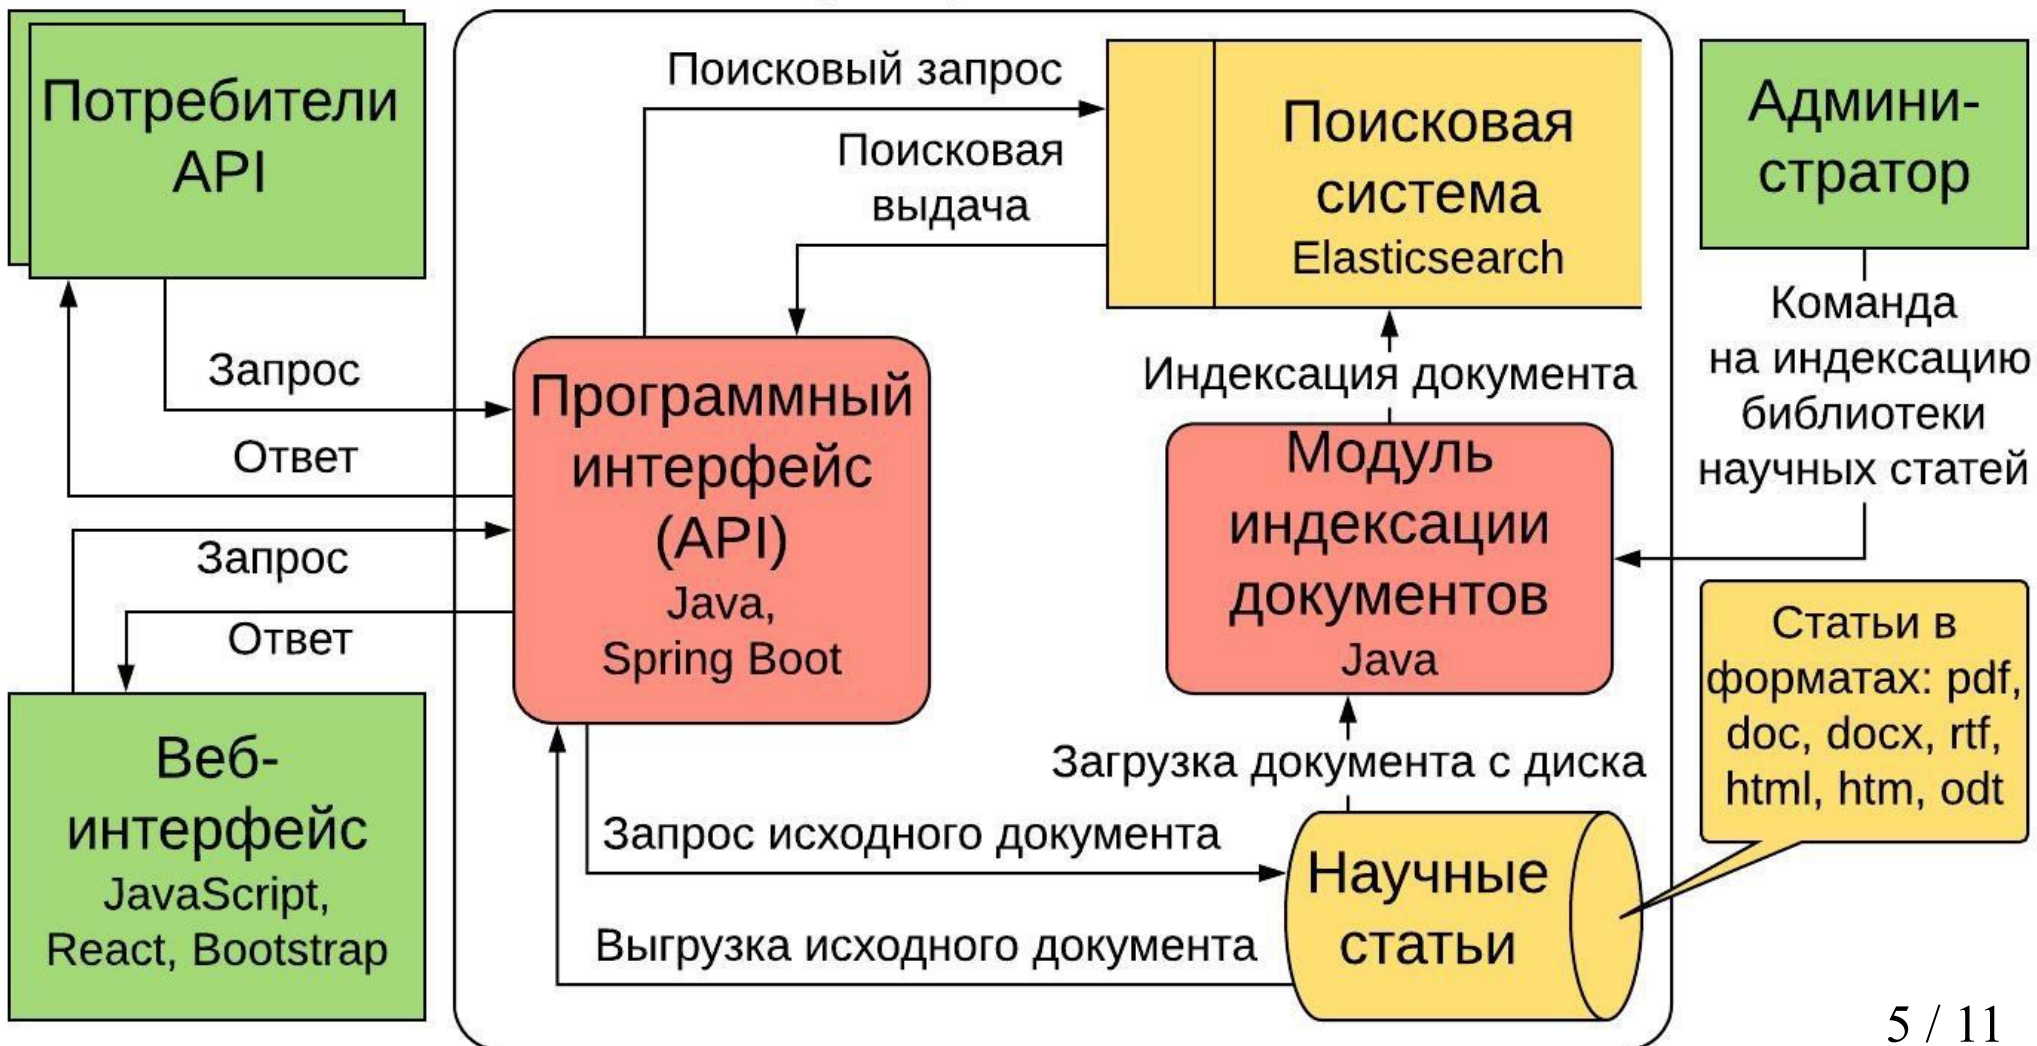 Потребители
API
Поисковый запрос
Поисковая
выдача
Поисковая
система
Elasticsearch
Админи-
стратор
Команда
на индексацию
библиотеки
научных статей
Запрос
Ответ
Запрос
Ответ
Программный
интерфейс
(API)
Java,
Spring Boot
Индексация документа
Модуль
индексации
документов
Java
Статьи в
форматах: pdf,
doc, docx, rtf,
html, htm, odt
Веб-
интерфейс
JavaScript,
React, Bootstrap
Загрузка документа с диска
Запрос исходного документа
Выгрузка исходного документа
Научные
статьи
5 / 11